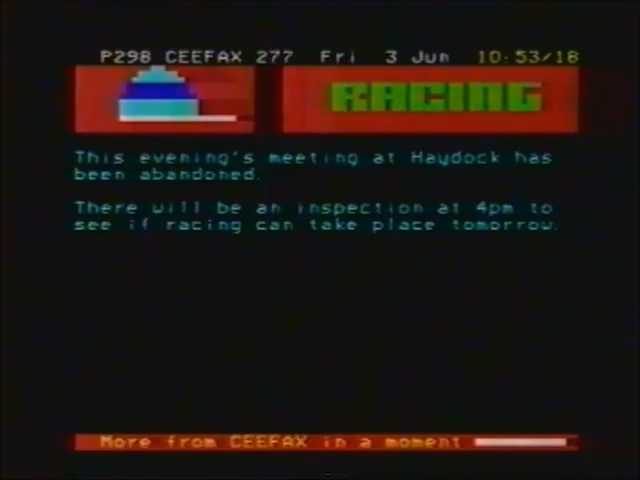 P298 CEEFAX 277 Fri 3 Jun 10:53/18
RACING
This evening's meeting at Haydock has
been abandoned.
There will be an inspection at 4pm to
see if racing can take place tomorrow.
More from CEEFAX in a moment